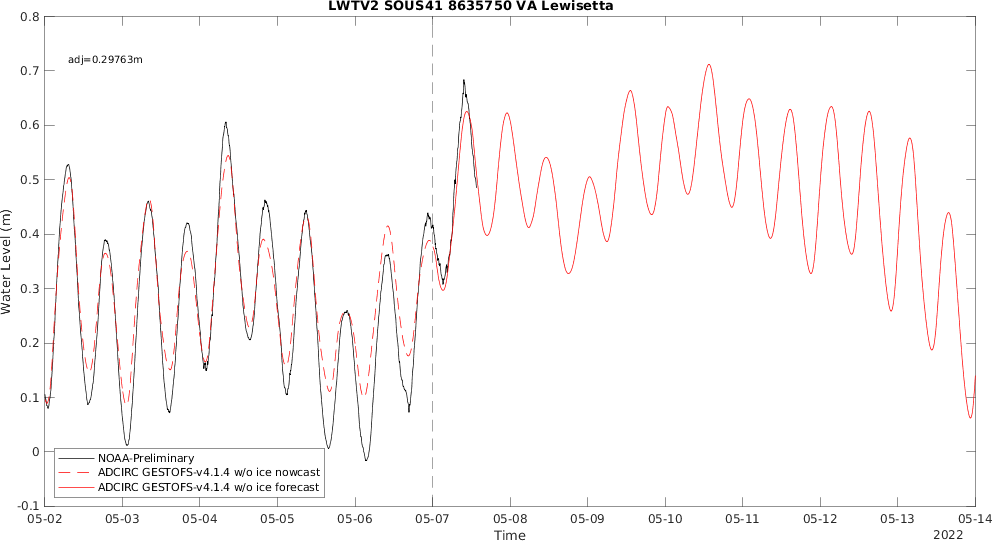 LWTV2 SOUS41 8635750 VA Lewisetta
adj=0.29763m
0.8
0.7
0.6
0.5
0.4
0.3
0.2
0.1
0
-0.1
Water Level (m)
NOAA-Preliminary
ADCIRC GESTOFS-v4.1.4 w/o ice nowcast
ADCIRC GESTOFS-v4.1.4 w/o ice forecast
05-02 05-03 05-04 05-05 05-06 05-07 05-08 05-09 05-10 05-11 05-12 05-13 05-14
Time
2022